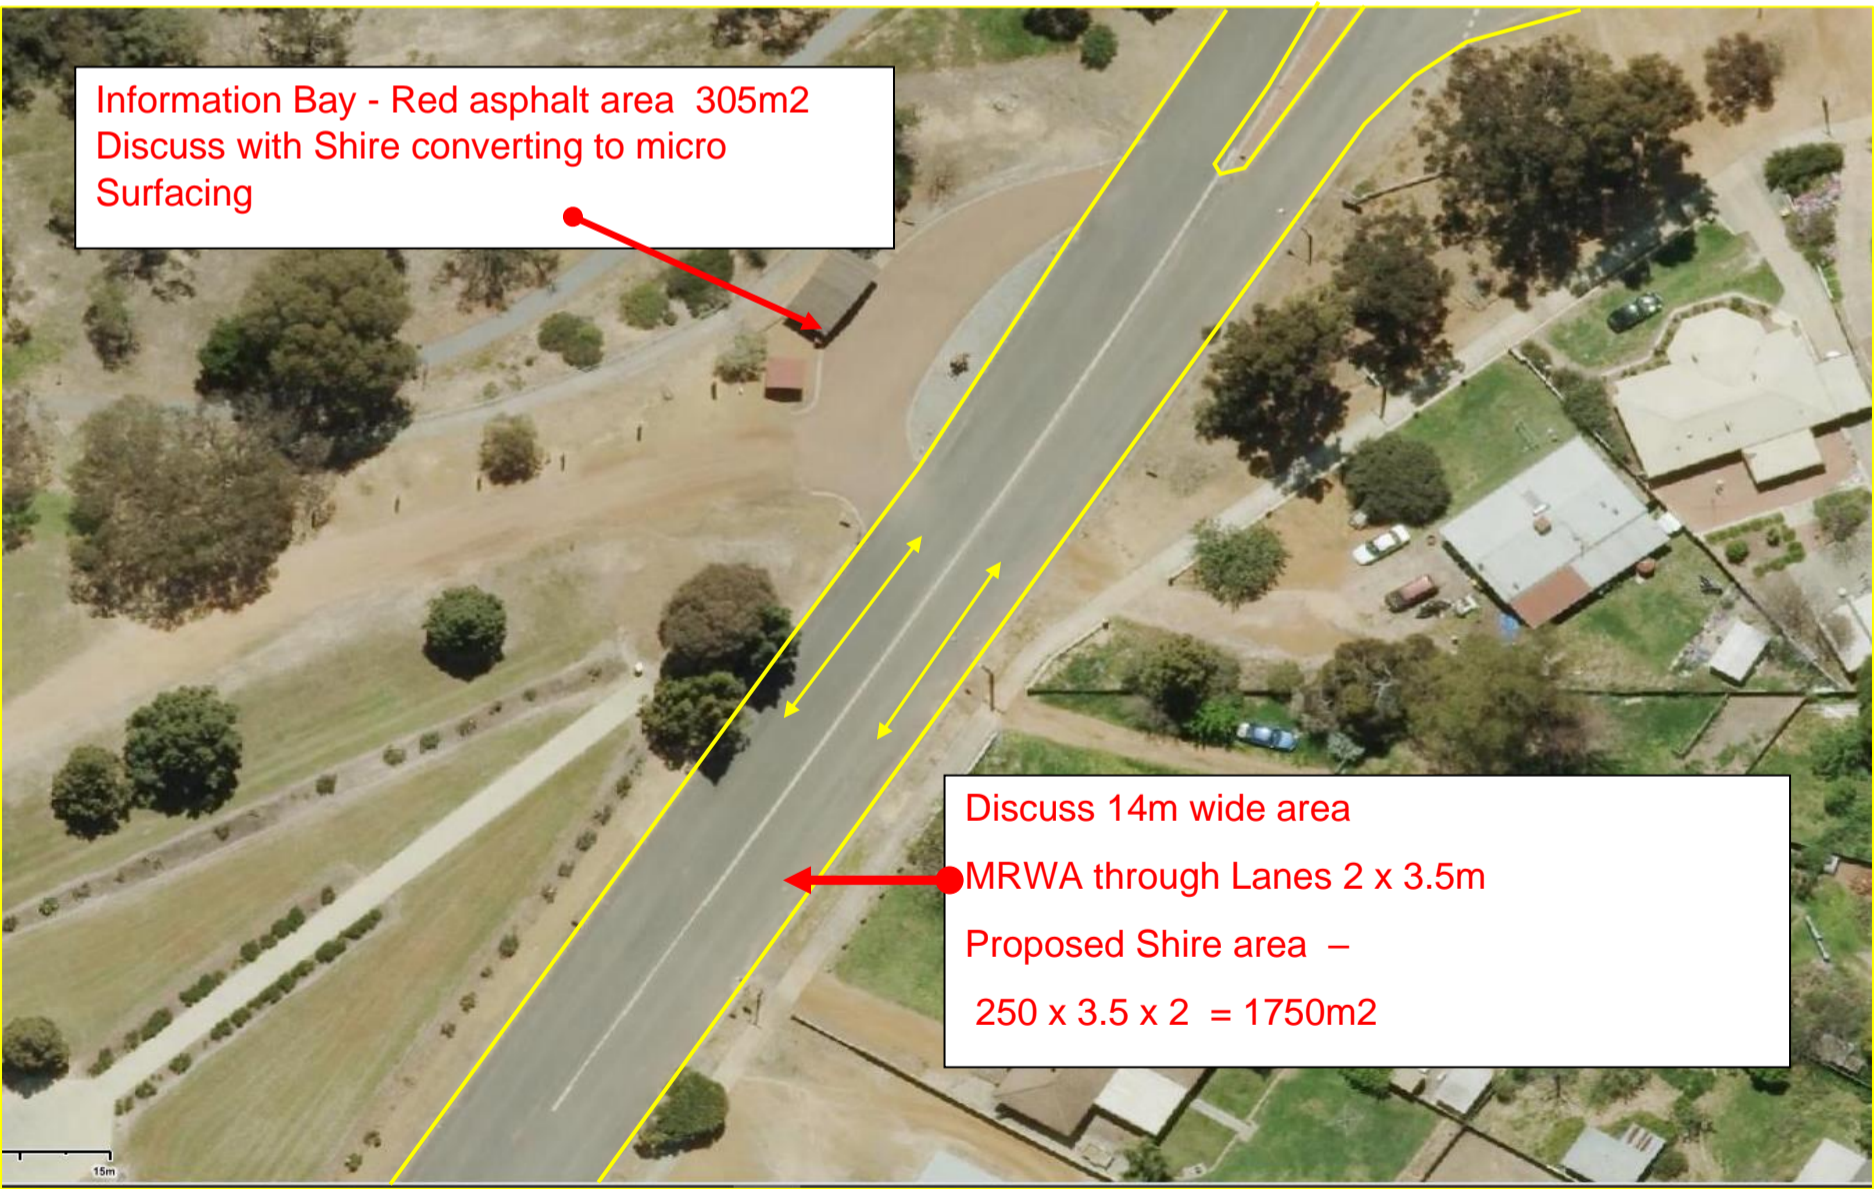 Information Bay - Red asphalt area  305m2
Discuss with Shire converting to micro
Surfacing
Discuss 14m wide area
MRWA through Lanes 2 x 3.5m
Proposed Shire area  –
250 x 3.5 x 2  = 1750m2
15m